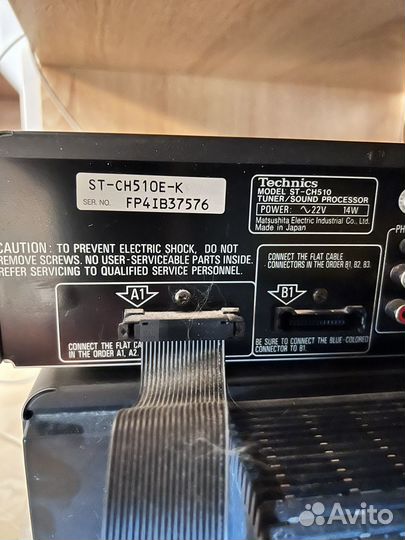 ST-CH510E-K
SER. NO. FP4IB37576
Technics
MODEL ST-CH510
TUNER/SOUND PROCESSOR
POWER: ∿22V 14W
Matsushita Electric Industrial Co., Ltd.
Made in Japan
CAUTION: TO PREVENT ELECTRIC SHOCK, DO NOT
REMOVE SCREWS. NO USER-SERVICEABLE PARTS INSIDE.
REFER SERVICING TO QUALIFIED SERVICE PERSONNEL.
CONNECT THE FLAT CABLE
CONNECTORS IN THE ORDER B1, B2, B3.
PH
A1
B1
CONNECT THE FLAT CA
IN THE ORDER A1, A2.
BE SURE TO CONNECT THE BLUE-COLORED
CONNECTOR TO B1.
Avito